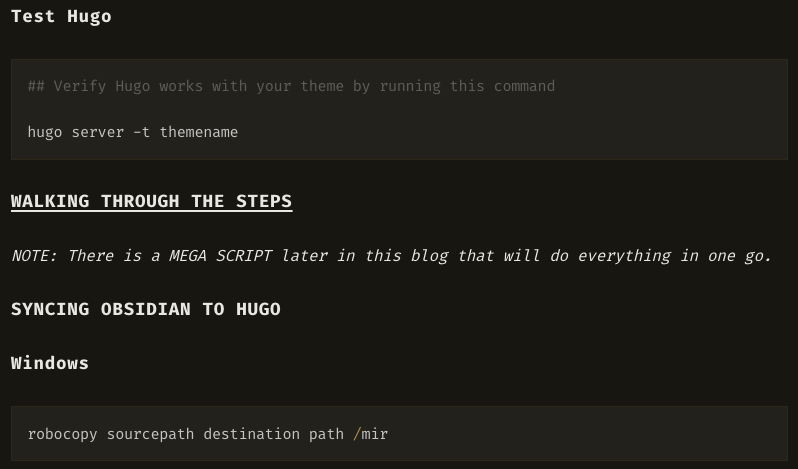 Test Hugo
## Verify Hugo works with your theme by running this command
hugo server -t themename
WALKING THROUGH THE STEPS
NOTE: There is a MEGA SCRIPT later in this blog that will do everything in one go.
SYNCING OBSIDIAN TO HUGO
Windows
robocopy sourcepath destination path /mir